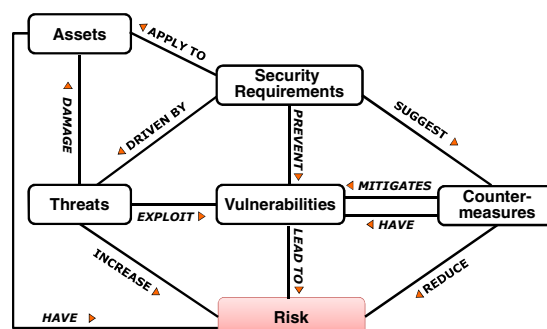 Assets
APPLY TO
Security
Requirements
DAMAGE
DRIVEN BY
PREVENT
SUGGEST
Threats
EXPLOIT
Vulnerabilities
MITIGATES
HAVE
Counter-
measures
INCREASE
LEAD TO
REDUCE
HAVE
Risk